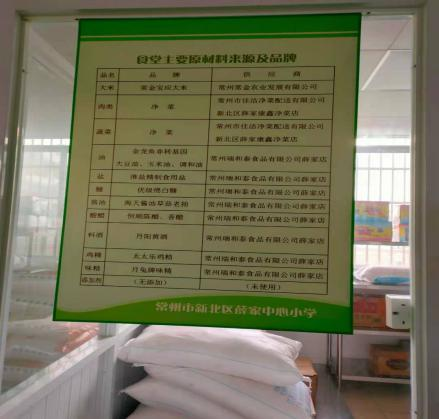 食堂主要原材料来源及品牌
品名 品牌 供应商
大米 紫金宝应大米 常州紫金农业发展有限公司
肉类 净菜 常州市佳洁净菜配送有限公司
新北区薛家康鑫净菜店
蔬菜 净菜 常州市佳洁净菜配送有限公司
新北区薛家康鑫净菜店
油 金龙鱼非转基因
大豆油、玉米油、调和油 常州瑞和泰食品有限公司薛家店
盐 淮盐精制食用盐 常州瑞和泰食品有限公司薛家店
糖 优级绵白糖 常州瑞和泰食品有限公司薛家店
酱油 海天酱油草菇老抽 常州瑞和泰食品有限公司薛家店
醋 恒顺陈醋、香醋 常州瑞和泰食品有限公司薛家店
料酒 丹阳黄酒 常州瑞和泰食品有限公司薛家店
鸡精 太太乐鸡精 常州瑞和泰食品有限公司薛家店
味精 月兔牌味精 常州瑞和泰食品有限公司薛家店
添加剂 (无添加) (未使用)
常州市新北区薛家中心小学